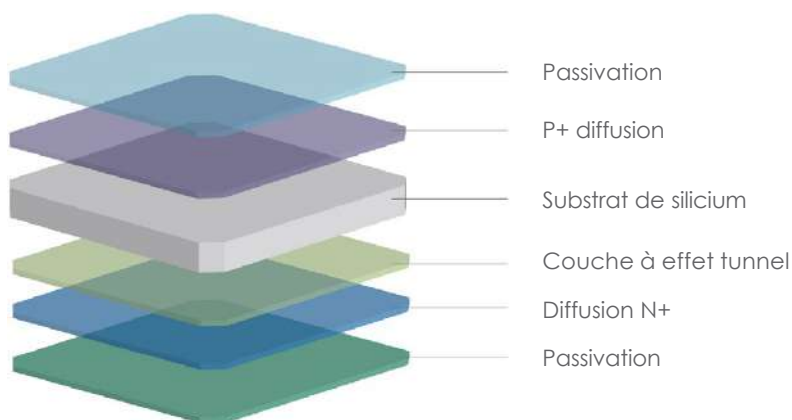 Passivation
P+ diffusion
Substrat de silicium
Couche à effet tunnel
Diffusion N+
Passivation